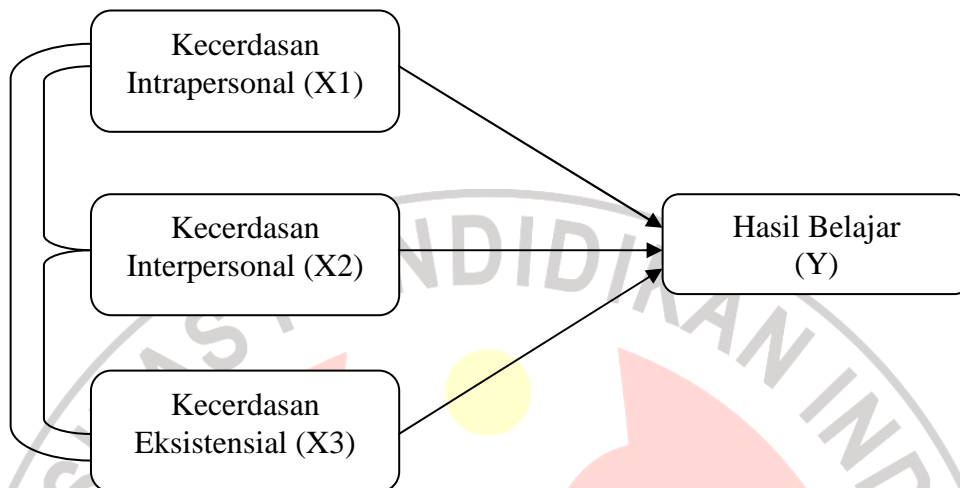 Kecerdasan
Intrapersonal (X1)
Kecerdasan
Interpersonal (X2)
Hasil Belajar
(Y)
Kecerdasan
Eksistensial (X3)